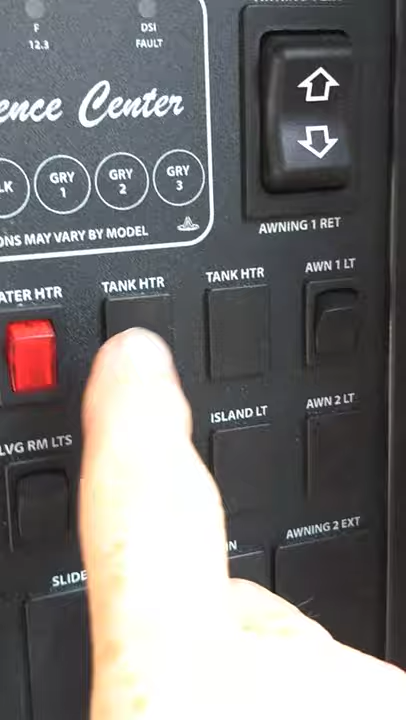 F
12.3
DSI
FAULT
ence Center
LK
GRY
1
GRY
2
GRY
3
ONS MAY VARY BY MODEL
AWNING 1 RET
ATER HTR
TANK HTR
TANK HTR
AWN 1 LT
LVG RM LTS
ISLAND LT
AWN 2 LT
IN
AWNING 2 EXT
SLIDE